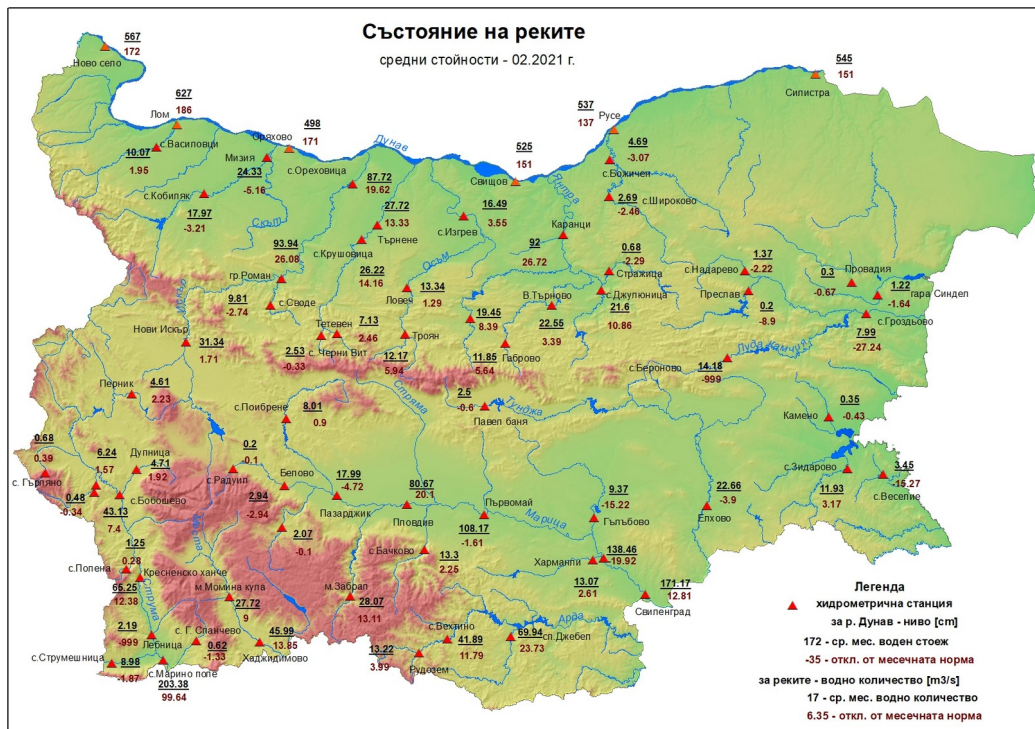 Състояние на реките
средни стойности - 02.2021 г.
567
172
Ново село
627
186
Лом
498
171
Оряхово
Дунав
525
151
Свищов
537
137
Русе
545
151
Силистра
с.Василовци
10.07
1.95
Мизия
24.33
-5.16
с.Кобиляк
17.97
-3.21
Скът
с.Ореховица
87.72
19.62
27.72
13.33
Търнене
с.Крушовица
26.22
14.16
16.49
3.55
с.Изгрев
Осъм
Янтра
4.69
-3.07
с.Божичен
2.69
-2.46
с.Широково
Каранци
92
26.72
0.68
-2.29
Стражица
с.Джулюница
21.6
10.86
93.94
26.08
гр.Роман
Искър
9.81
-2.74
с.Своде
13.34
1.29
Ловеч
19.45
8.39
В.Търново
22.55
3.39
с.Надарево
1.37
-2.22
Преслав
0.2
-8.9
0.3
-0.67
Провадия
1.22
-1.64
гара Синдел
с.Гроздьово
7.99
-27.24
Нови Искър
31.34
1.71
Тетевен
7.13
2.46
2.53
-0.33
с. Черни Вит
Троян
12.17
5.94
11.85
5.64
Габрово
Луда Камчия
с.Бероново
14.18
-999
Перник
4.61
2.23
с.Поибрене
8.01
0.9
Стряма
2.5
-0.6
Павел баня
Тунджа
0.35
-0.43
Камено
0.68
0.39
с. Гърляно
6.24
1.57
Дупница
4.71
1.92
0.48
-0.34
с.Бобошево
43.13
7.4
0.2
-0.1
с.Радуил
Белово
2.94
-2.94
17.99
-4.72
Пазарджик
2.07
-0.1
80.67
20.1
Пловдив
Първомай
108.17
-1.61
Марица
9.37
-15.22
Гълъбово
22.66
-3.9
Елхово
с.Зидарово
11.93
3.17
3.45
-15.27
с.Веселие
1.25
0.28
с.Попена
Кресненско ханче
65.25
12.38
Струма
Места
м.Момина кула
27.72
9
м.Забрал
28.07
13.11
с.Бачково
13.3
2.25
Харманли
138.46
19.92
13.07
2.61
171.17
12.81
Свиленград
2.19
-999
Лебница
с. Г. Спанчево
0.62
-1.33
45.99
13.85
Хаджидимово
с.Струмешница
8.98
-1.87
с.Марино поле
203.38
99.64
с.Вехтино
41.89
11.79
13.22
3.99
Рудозем
Арда
69.94
сп.Джебел
23.73
Легенда
хидрометрична станция
за р. Дунав - ниво [cm]
172 - ср. мес. воден стоеж
-35 - откл. от месечната норма
за реките - водно количество [m3/s]
17 - ср. мес. водно количество
6.35 - откл. от месечната норма